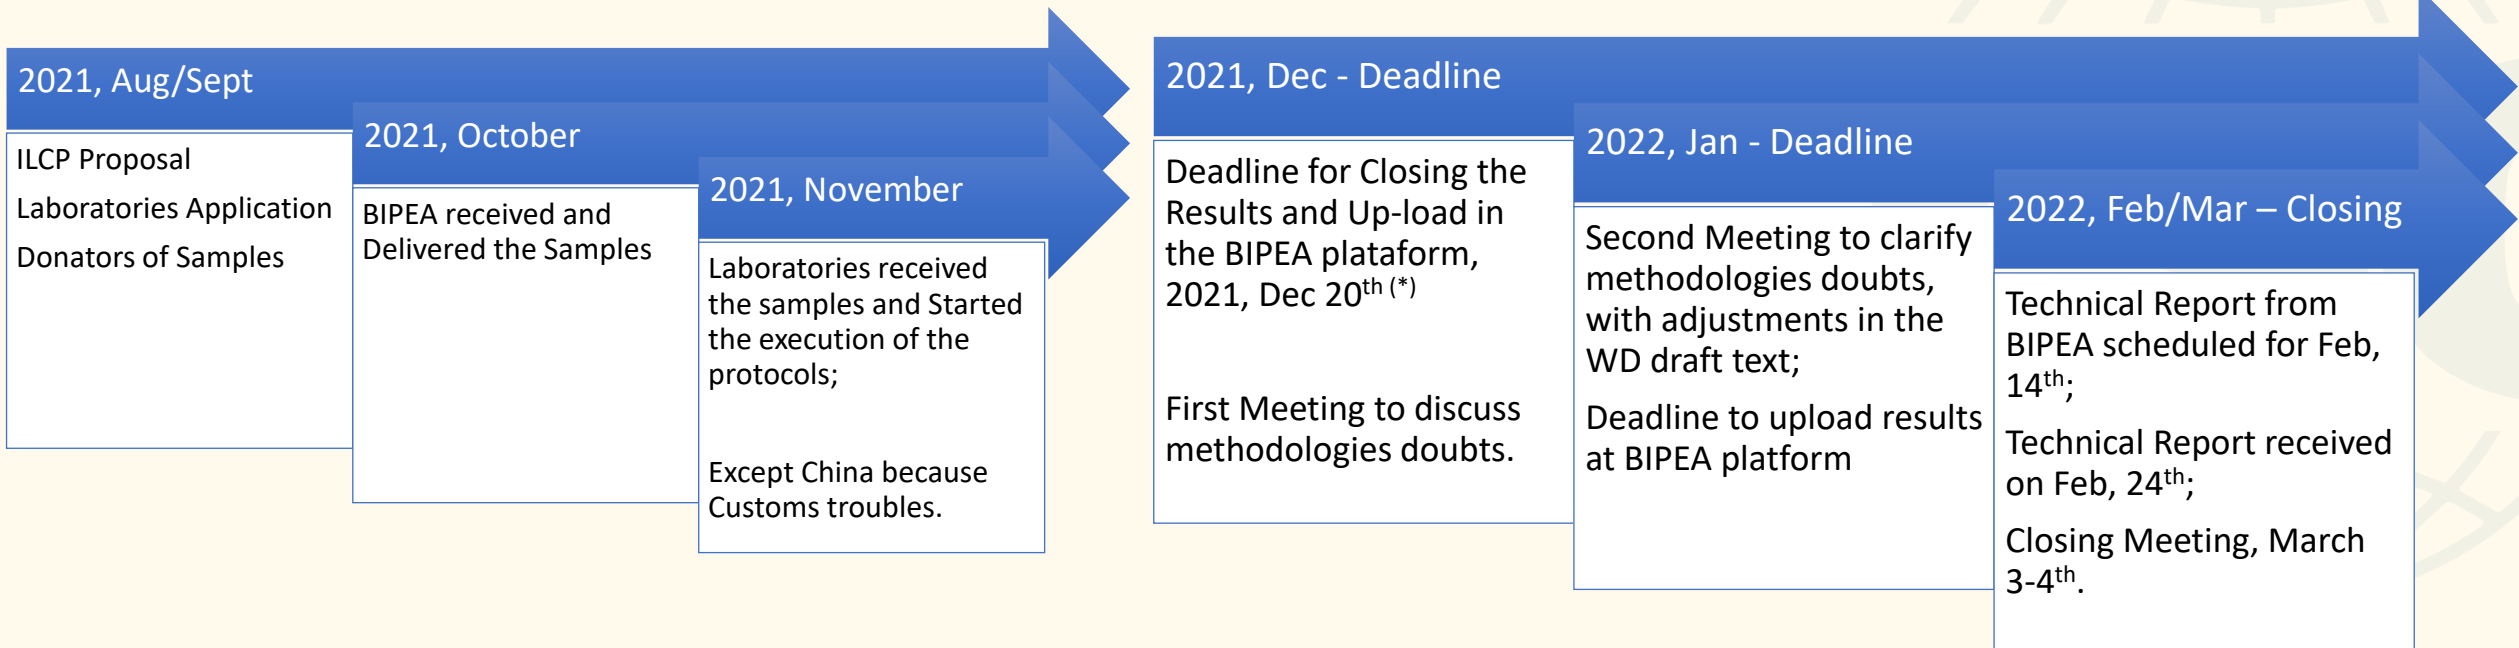 2021, Aug/Sept
ILCP Proposal
Laboratories Application
Donators of Samples
2021, October
BIPEA received and
Delivered the Samples
2021, November
Laboratories received
the samples and Started
the execution of the
protocols;
Except China because
Customs troubles.
2021, Dec - Deadline
Deadline for Closing the
Results and Up-load in
the BIPEA plataform,
2021, Dec 20th (*)
First Meeting to discuss
methodologies doubts.
2022, Jan - Deadline
Second Meeting to clarify
methodologies doubts,
with adjustments in the
WD draft text;
Deadline to upload results
at BIPEA platform
2022, Feb/Mar – Closing
Technical Report from
BIPEA scheduled for Feb,
14th;
Technical Report received
on Feb, 24th;
Closing Meeting, March
3-4th.